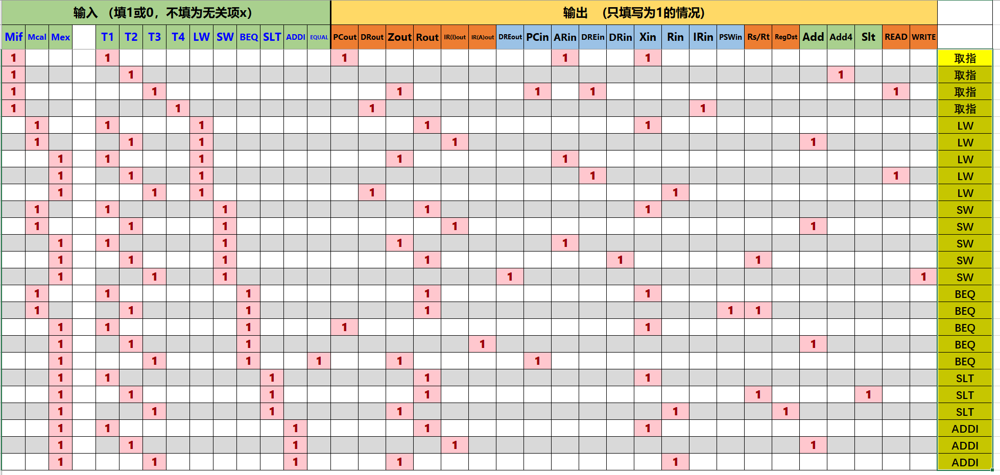 输入 （填1或0，不填为无关项x） 输出 （只填写为1的情况）
Mif Mcal Mex T1 T2 T3 T4 LW SW BEQ SLT ADDI EQUAL PCout DRout Zout Rout IR(I)out IR(A)out DREout PCin ARin DREin DRin Xin Rin IRin PSWin Rs/Rt RegDst Add Add4 Slt READ WRITE
1 1 1 1 1 取指
1 1 1 取指
1 1 1 1 1 1 取指
1 1 1 1 取指
1 1 1 1 1 LW
1 1 1 1 1 LW
1 1 1 1 1 LW
1 1 1 1 1 LW
1 1 1 1 1 LW
1 1 1 1 1 SW
1 1 1 1 1 SW
1 1 1 1 1 SW
1 1 1 1 1 1 SW
1 1 1 1 1 SW
1 1 1 1 1 BEQ
1 1 1 1 1 1 BEQ
1 1 1 1 1 BEQ
1 1 1 1 1 BEQ
1 1 1 1 1 1 BEQ
1 1 1 1 1 SLT
1 1 1 1 1 1 SLT
1 1 1 1 1 1 SLT
1 1 1 1 1 ADDI
1 1 1 1 1 ADDI
1 1 1 1 1 ADDI